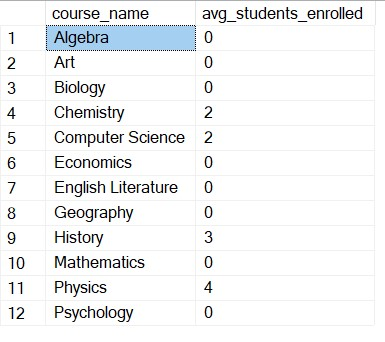 course_name avg_students_enrolled
1 Algebra 0
2 Art 0
3 Biology 0
4 Chemistry 2
5 Computer Science 2
6 Economics 0
7 English Literature 0
8 Geography 0
9 History 3
10 Mathematics 0
11 Physics 4
12 Psychology 0